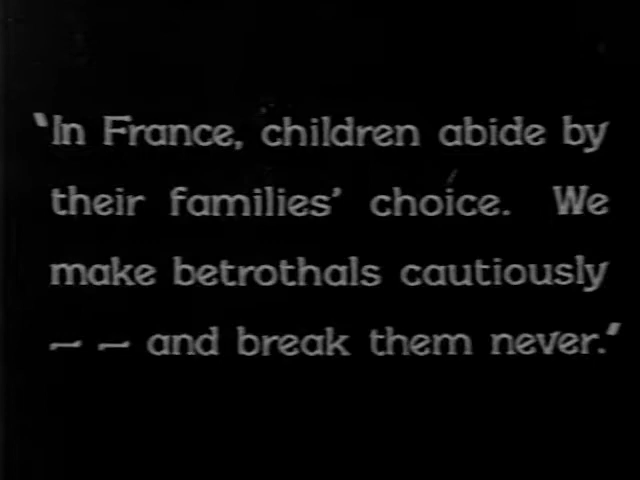 "In France, children abide by
their families' choice. We
make betrothals cautiously
— — and break them never."